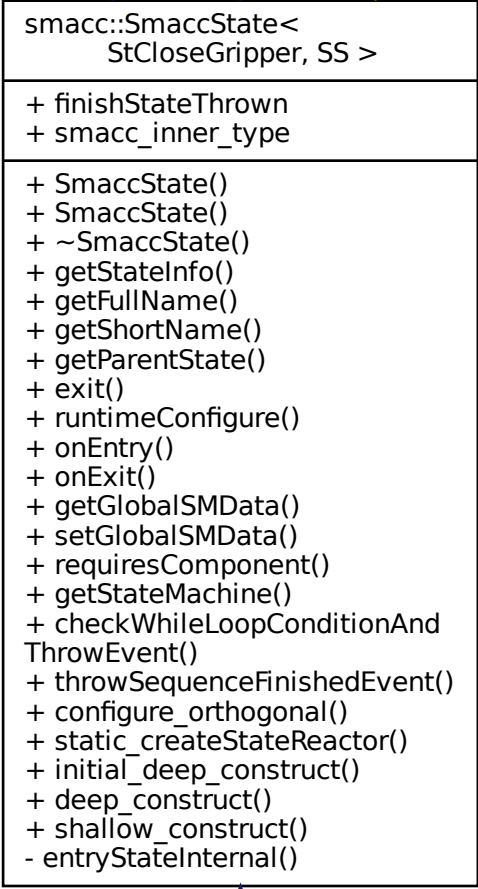 smacc::SmaccState<
StCloseGripper, SS >
+ finishStateThrown
+ smacc_inner_type
+ SmaccState()
+ SmaccState()
+ ~SmaccState()
+ getStateInfo()
+ getFullName()
+ getShortName()
+ getParentState()
+ exit()
+ runtimeConfigure()
+ onEntry()
+ onExit()
+ getGlobalSMData()
+ setGlobalSMData()
+ requiresComponent()
+ getStateMachine()
+ checkWhileLoopConditionAnd
ThrowEvent()
+ throwSequenceFinishedEvent()
+ configure_orthogonal()
+ static_createStateReactor()
+ initial_deep_construct()
+ deep_construct()
+ shallow_construct()
- entryStateInternal()